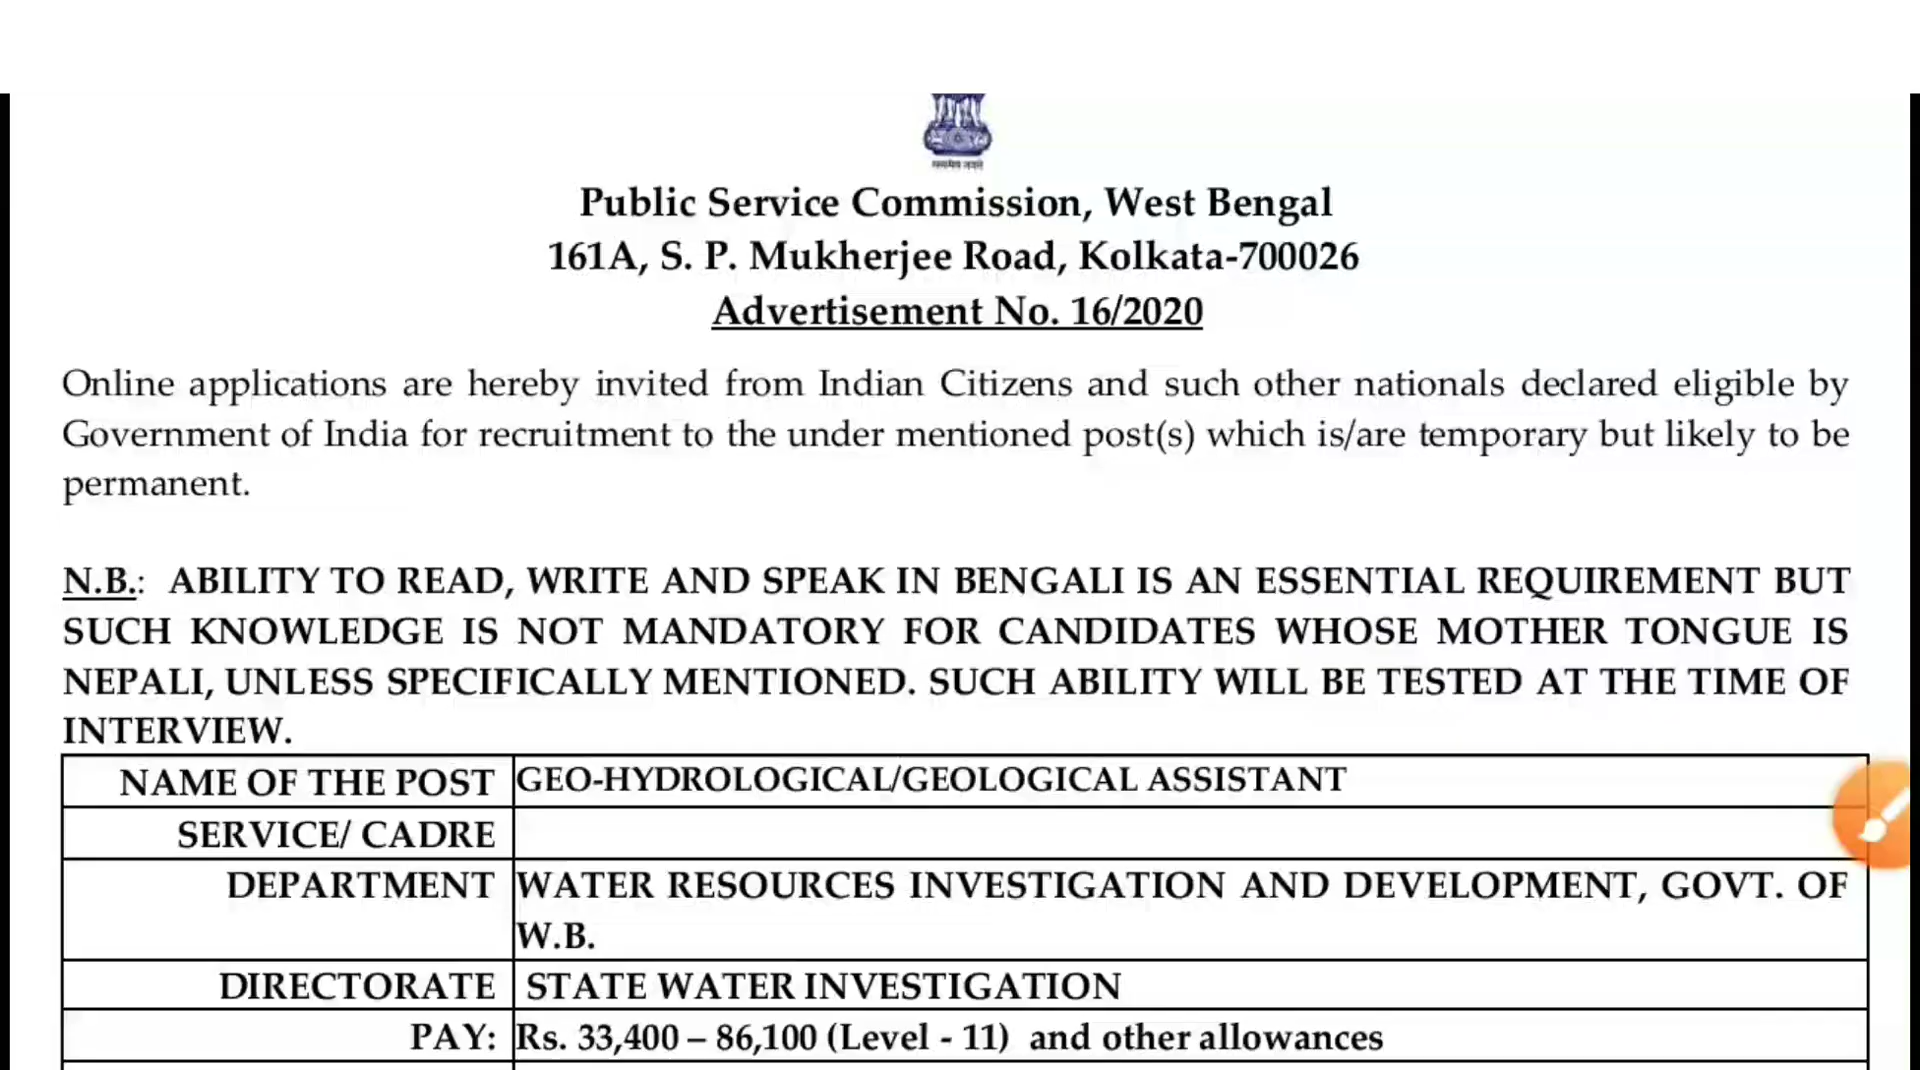 Public Service Commission, West Bengal
161A, S. P. Mukherjee Road, Kolkata-700026
Advertisement No. 16/2020
Online applications are hereby invited from Indian Citizens and such other nationals declared eligible by
Government of India for recruitment to the under mentioned post(s) which is/are temporary but likely to be
permanent.
N.B.: ABILITY TO READ, WRITE AND SPEAK IN BENGALI IS AN ESSENTIAL REQUIREMENT BUT
SUCH KNOWLEDGE IS NOT MANDATORY FOR CANDIDATES WHOSE MOTHER TONGUE IS
NEPALI, UNLESS SPECIFICALLY MENTIONED. SUCH ABILITY WILL BE TESTED AT THE TIME OF
INTERVIEW.
NAME OF THE POST GEO-HYDROLOGICAL/GEOLOGICAL ASSISTANT
SERVICE/ CADRE
DEPARTMENT WATER RESOURCES INVESTIGATION AND DEVELOPMENT, GOVT. OF
W.B.
DIRECTORATE STATE WATER INVESTIGATION
PAY: Rs. 33,400 – 86,100 (Level - 11) and other allowances